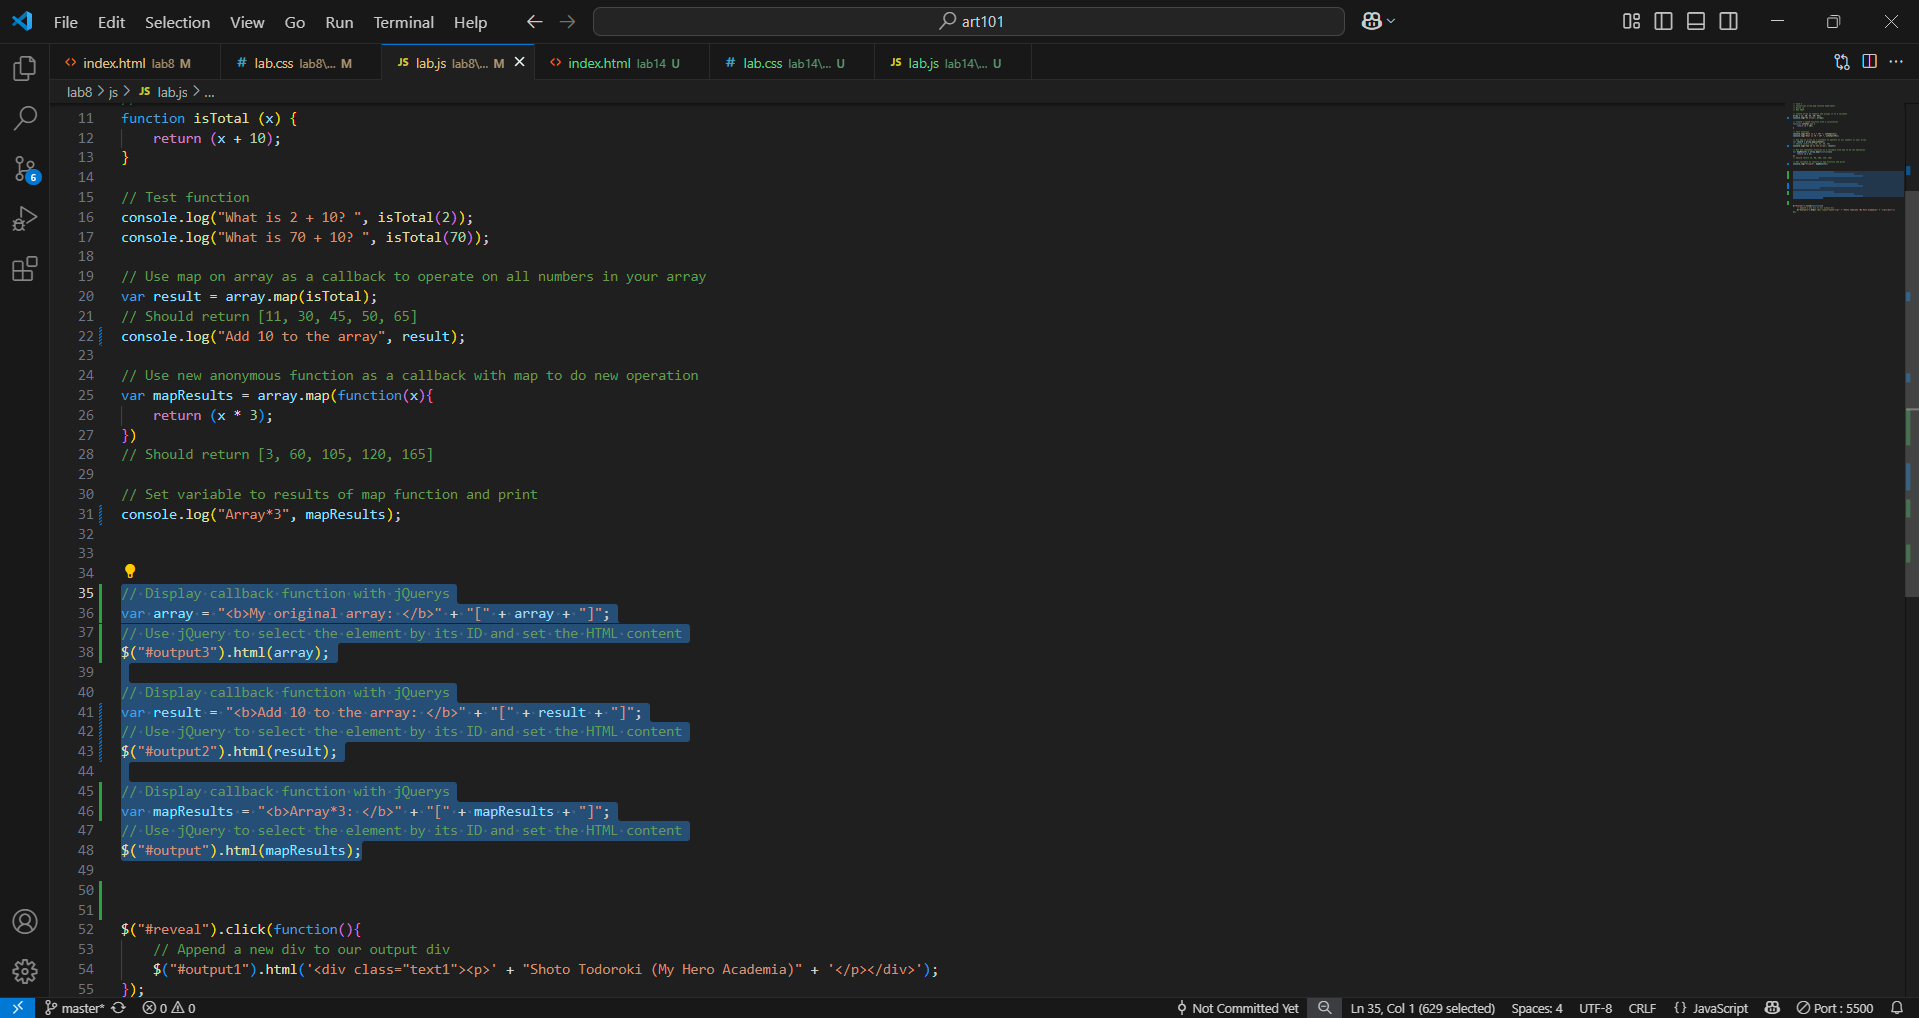 File Edit Selection View Go Run Terminal Help art101
index.html lab8 M lab.css lab8\... M JS lab.js lab8\... M index.html lab14 U lab.css lab14\... U JS lab.js lab14\... U
lab8 > js > JS lab.js > ...
11 function isTotal (x) {
12 return (x + 10);
13 }
14
15 // Test function
16 console.log("What is 2 + 10? ", isTotal(2));
17 console.log("What is 70 + 10? ", isTotal(70));
18
19 // Use map on array as a callback to operate on all numbers in your array
20 var result = array.map(isTotal);
21 // Should return [11, 30, 45, 50, 65]
22 console.log("Add 10 to the array", result);
23
24 // Use new anonymous function as a callback with map to do new operation
25 var mapResults = array.map(function(x){
26 return (x * 3);
27 })
28 // Should return [3, 60, 105, 120, 165]
29
30 // Set variable to results of map function and print
31 console.log("Array*3", mapResults);
32
33
34
35 // Display callback function with jQuerys
36 var array = "<b>My original array: </b>" + "[" + array + "]";
37 // Use jQuery to select the element by its ID and set the HTML content
38 $("#output3").html(array);
39
40 // Display callback function with jQuerys
41 var result = "<b>Add 10 to the array: </b>" + "[" + result + "]";
42 // Use jQuery to select the element by its ID and set the HTML content
43 $("#output2").html(result);
44
45 // Display callback function with jQuerys
46 var mapResults = "<b>Array*3: </b>" + "[" + mapResults + "]";
47 // Use jQuery to select the element by its ID and set the HTML content
48 $("#output").html(mapResults);
49
50
51
52 $("#reveal").click(function(){
53 // Append a new div to our output div
54 $("#output1").html('<div class="text1"><p>' + "Shoto Todoroki (My Hero Academia)" + '</p></div>');
55 });
6
master* 0 0 Not Committed Yet Ln 35, Col 1 (629 selected) Spaces: 4 UTF-8 CRLF {} JavaScript Port : 5500